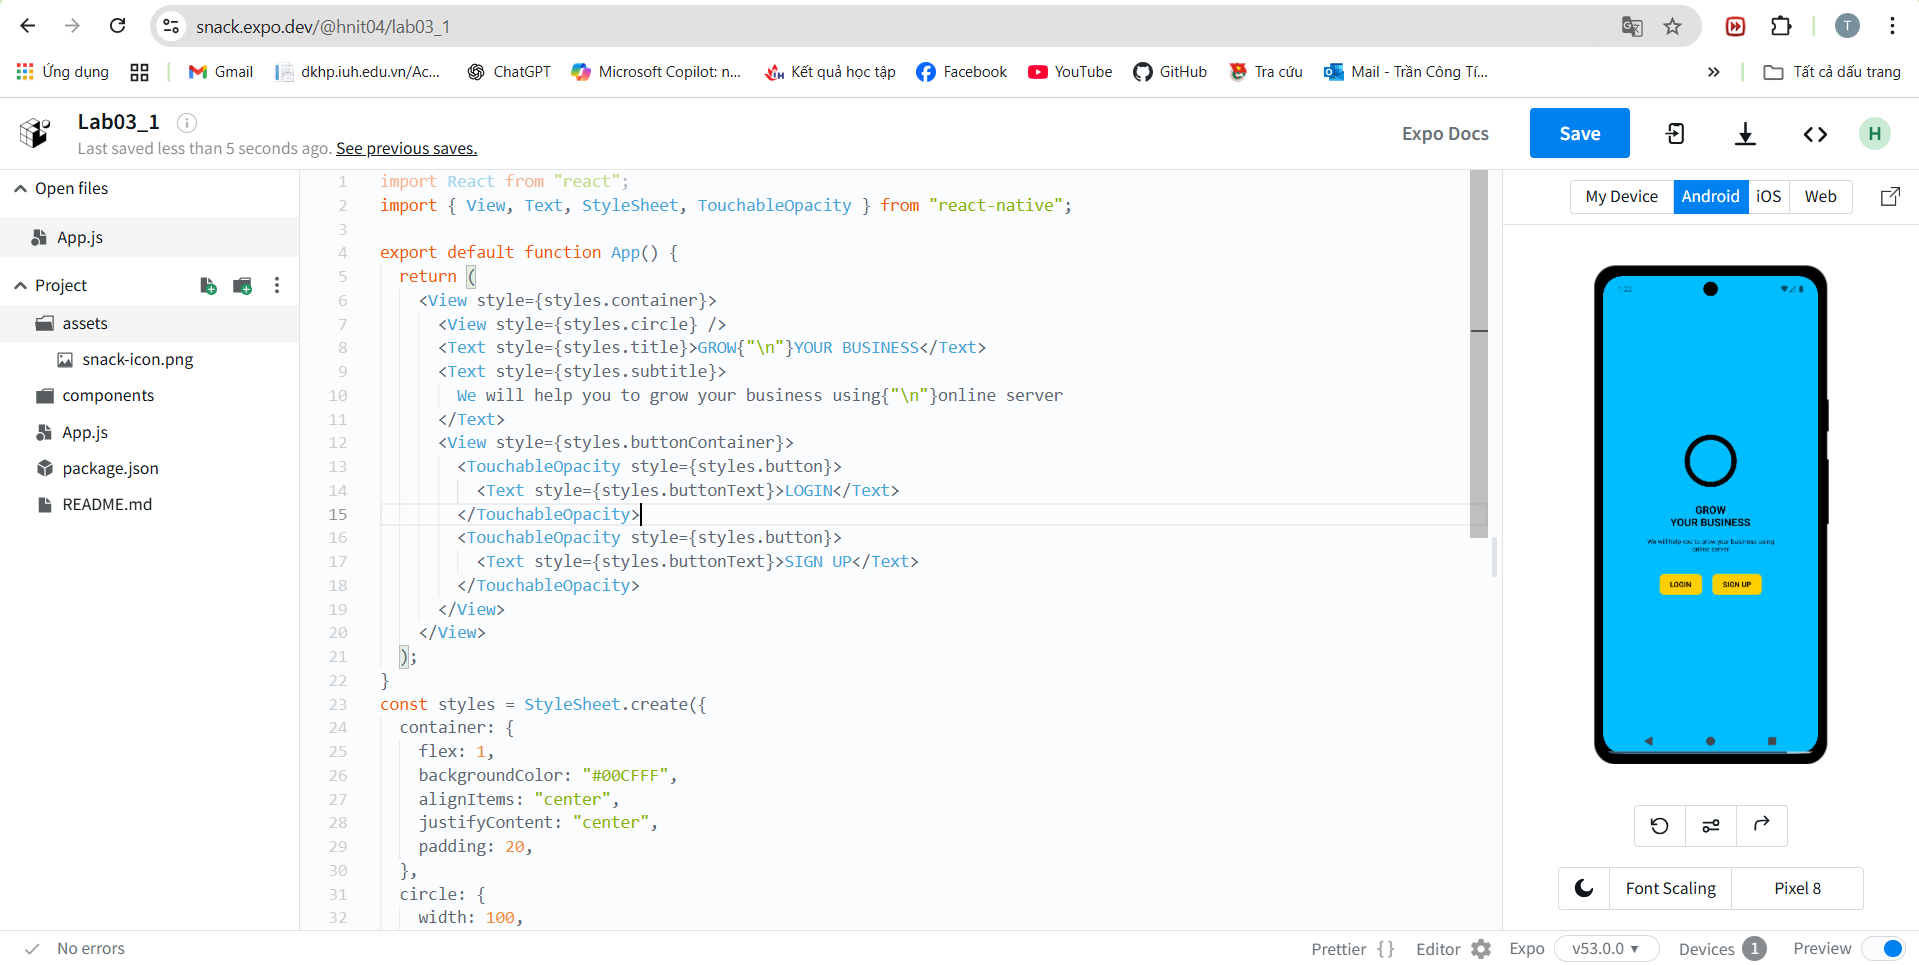 snack.expo.dev/@hnit04/lab03_1
T
Ứng dụng
Gmail
dkhp.iuh.edu.vn/Ac...
ChatGPT
Microsoft Copilot: n...
Kết quả học tập
Facebook
YouTube
GitHub
Tra cứu
Mail - Trần Công Tí...
»
Tất cả dấu trang
Lab03_1
Last saved less than 5 seconds ago. See previous saves.
Expo Docs
Save
H
Open files
App.js
Project
assets
snack-icon.png
components
App.js
package.json
README.md
1 import React from "react";
2 import { View, Text, StyleSheet, TouchableOpacity } from "react-native";
3
4 export default function App() {
5 return (
6 <View style={styles.container}>
7 <View style={styles.circle} />
8 <Text style={styles.title}>GROW{"\n"}YOUR BUSINESS</Text>
9 <Text style={styles.subtitle}>
10 We will help you to grow your business using{"\n"}online server
11 </Text>
12 <View style={styles.buttonContainer}>
13 <TouchableOpacity style={styles.button}>
14 <Text style={styles.buttonText}>LOGIN</Text>
15 </TouchableOpacity>
16 <TouchableOpacity style={styles.button}>
17 <Text style={styles.buttonText}>SIGN UP</Text>
18 </TouchableOpacity>
19 </View>
20 </View>
21 );
22 }
23 const styles = StyleSheet.create({
24 container: {
25 flex: 1,
26 backgroundColor: "#00CFFF",
27 alignItems: "center",
28 justifyContent: "center",
29 padding: 20,
30 },
31 circle: {
32 width: 100,
My Device
Android
iOS
Web
GROW
YOUR BUSINESS
We will help you to grow your business using
online server
LOGIN
SIGN UP
Font Scaling
Pixel 8
No errors
Prettier {}
Editor
Expo
v53.0.0
Devices 1
Preview